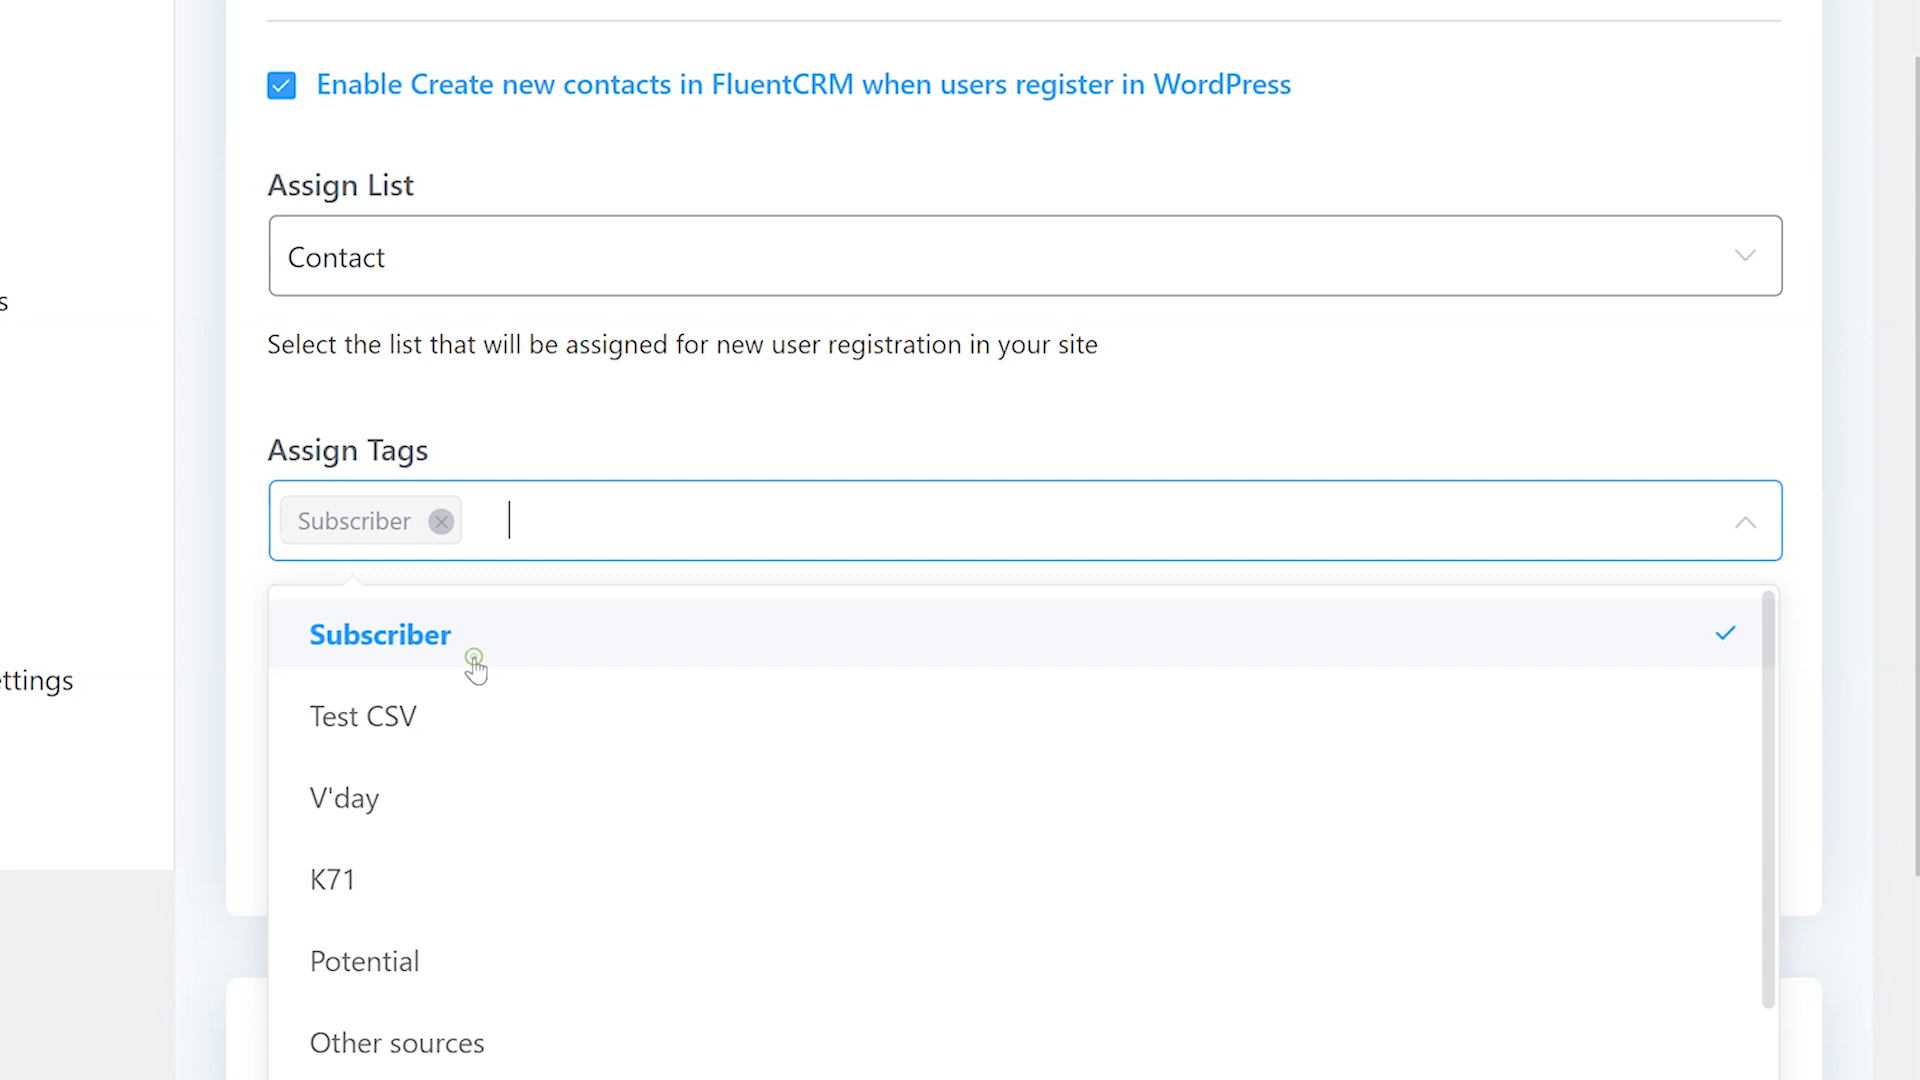 Enable Create new contacts in FluentCRM when users register in WordPress
Assign List
Contact
s
Select the list that will be assigned for new user registration in your site
Assign Tags
Subscriber
Subscriber
ettings
Test CSV
V'day
K71
Potential
Other sources